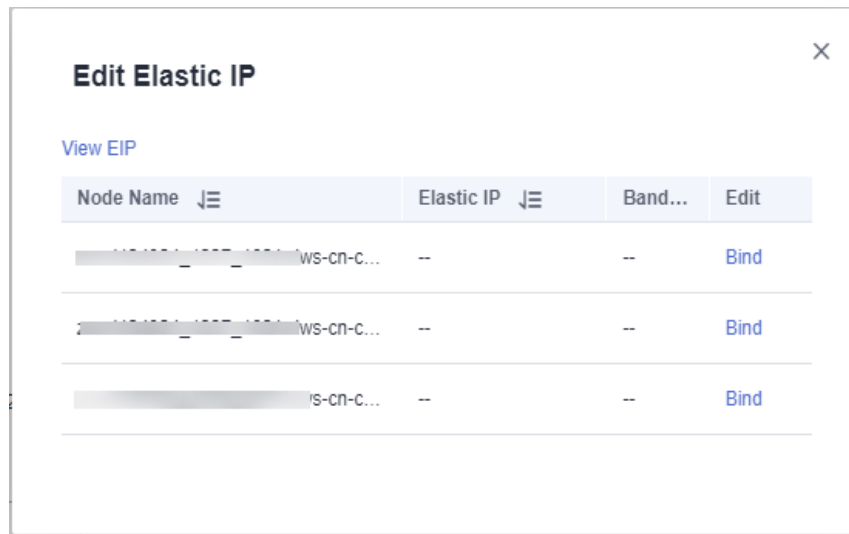 Edit Elastic IP
View EIP
Node Name Elastic IP Band... Edit
ws-cn-c... -- -- Bind
ws-cn-c... -- -- Bind
s-cn-c... -- -- Bind